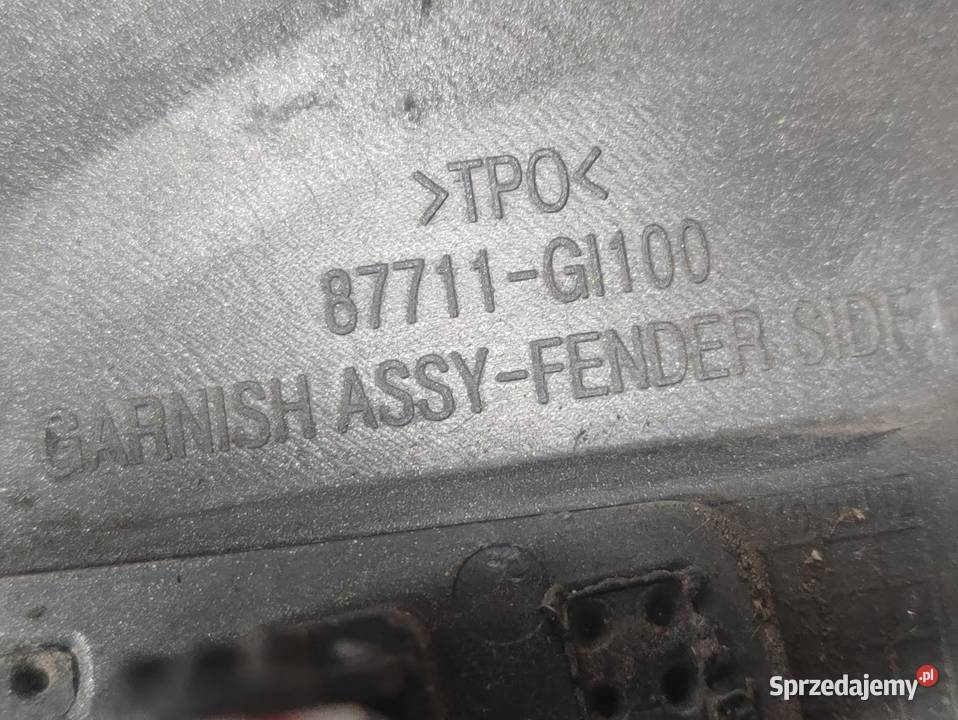 >TPO<
87711-GI100
GARNISH ASSY-FENDER SIDE
Sprzedajemy.pl